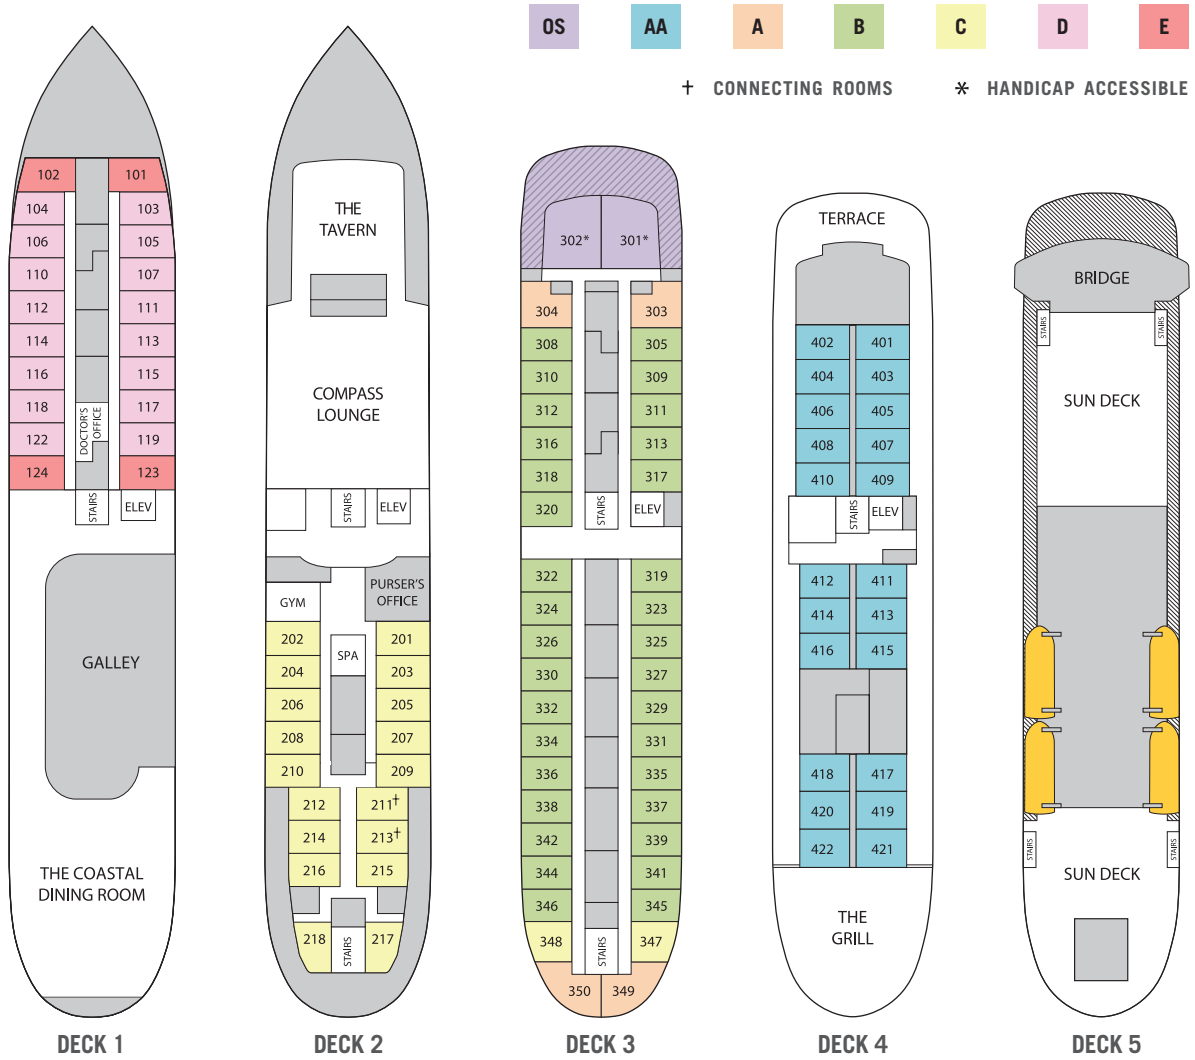 OS AA A B C D E
† CONNECTING ROOMS * HANDICAP ACCESSIBLE
102 101
104 103
106 105
110 107
112 111
114 113
116 115
118 117
122 119
124 123
DOCTOR'S
OFFICE
STAIRS
ELEV
GALLEY
THE COASTAL
DINING ROOM
DECK 1
THE
TAVERN
COMPASS
LOUNGE
STAIRS
ELEV
PURSER'S
OFFICE
GYM
SPA
202 201
204 203
206 205
208 207
210 209
212 211†
214 213†
216 215
218 217
STAIRS
DECK 2
302* 301*
304 303
308 305
310 309
312 311
316 313
318 317
320
STAIRS
ELEV
322 319
324 323
326 325
330 327
332 329
334 331
336 335
338 337
342 339
344 341
346 345
348 347
STAIRS
350 349
DECK 3
TERRACE
402 401
404 403
406 405
408 407
410 409
STAIRS
ELEV
412 411
414 413
416 415
418 417
420 419
422 421
THE
GRILL
DECK 4
BRIDGE
STAIRS
STAIRS
SUN DECK
STAIRS
STAIRS
SUN DECK
DECK 5